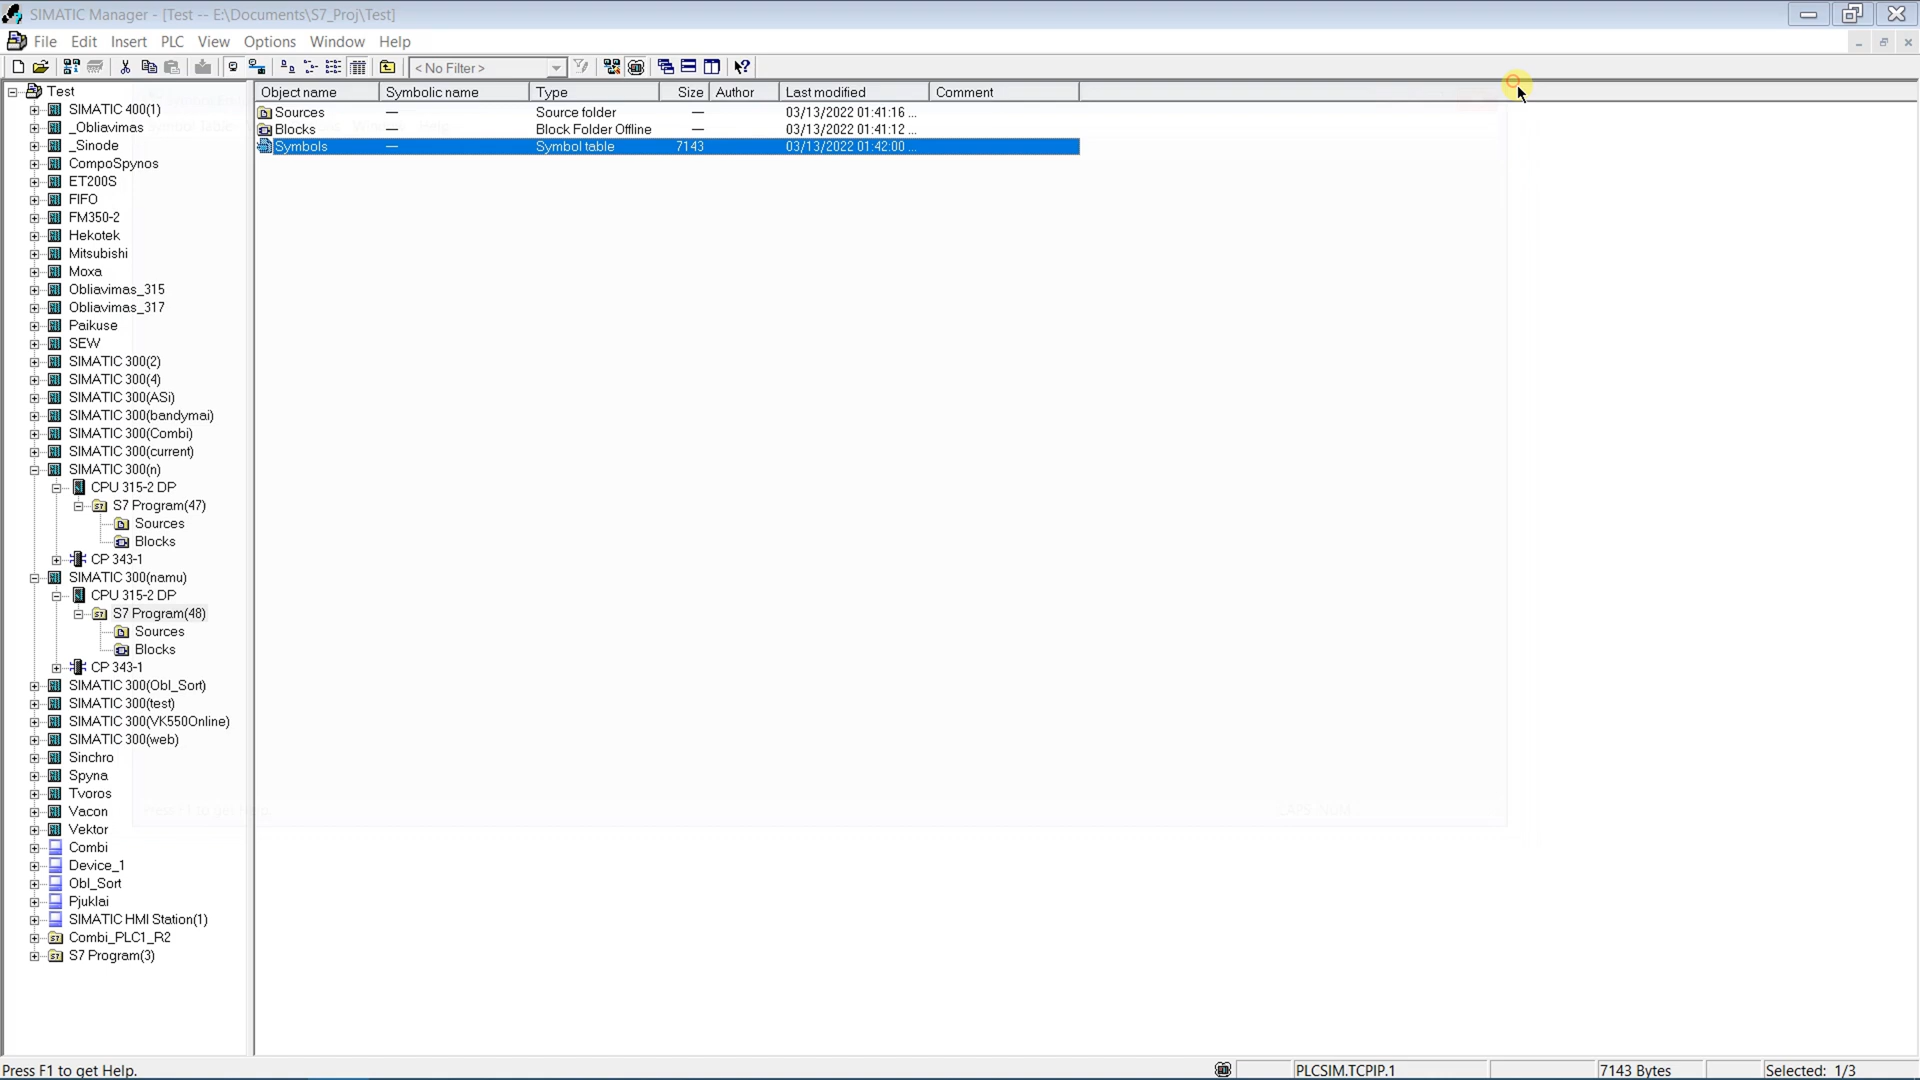 SIMATIC Manager - [Test -- E:\Documents\S7_Proj\Test]
File Edit Insert PLC View Options Window Help
< No Filter >
Object name Symbolic name Type Size Author Last modified Comment
Sources — Source folder — 03/13/2022 01:41:16 ...
Blocks — Block Folder Offline — 03/13/2022 01:41:12 ...
Symbols — Symbol table 7143 03/13/2022 01:42:00 ...
Test
SIMATIC 400(1)
_Obliavimas
_Sinode
CompoSpynos
ET200S
FIFO
FM350-2
Hekotek
Mitsubishi
Moxa
Obliavimas_315
Obliavimas_317
Paikuse
SEW
SIMATIC 300(2)
SIMATIC 300(4)
SIMATIC 300(ASi)
SIMATIC 300(bandymai)
SIMATIC 300(Combi)
SIMATIC 300(current)
SIMATIC 300(n)
CPU 315-2 DP
S7 Program(47)
Sources
Blocks
CP 343-1
SIMATIC 300(namu)
CPU 315-2 DP
S7 Program(48)
Sources
Blocks
CP 343-1
SIMATIC 300(Obl_Sort)
SIMATIC 300(test)
SIMATIC 300(VK550Online)
SIMATIC 300(web)
Sinchro
Spyna
Tvoros
Vacon
Vektor
Combi
Device_1
Obl_Sort
Pjuklai
SIMATIC HMI Station(1)
Combi_PLC1_R2
S7 Program(3)
Press F1 to get Help. PLCSIM.TCPIP.1 7143 Bytes Selected: 1/3